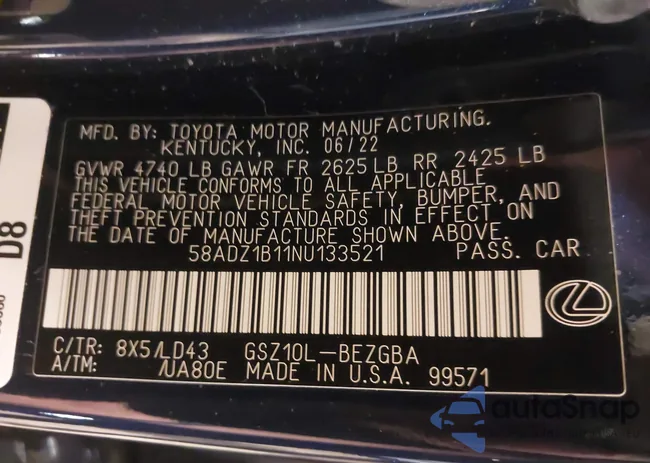 MFD. BY: TOYOTA MOTOR MANUFACTURING.
KENTUCKY, INC. 06/22
GVWR 4740 LB GAWR FR 2625 LB RR 2425 LB
THIS VEHICLE CONFORMS TO ALL APPLICABLE
FEDERAL MOTOR VEHICLE SAFETY, BUMPER, AND
THEFT PREVENTION STANDARDS IN EFFECT ON
THE DATE OF MANUFACTURE SHOWN ABOVE.
58ADZ1B11NU133521 PASS. CAR
C/TR: 8X5/LD43 GSZ10L-BEZGBA
A/TM: /UA80E MADE IN U.S.A. 99571
D8
autoSnap